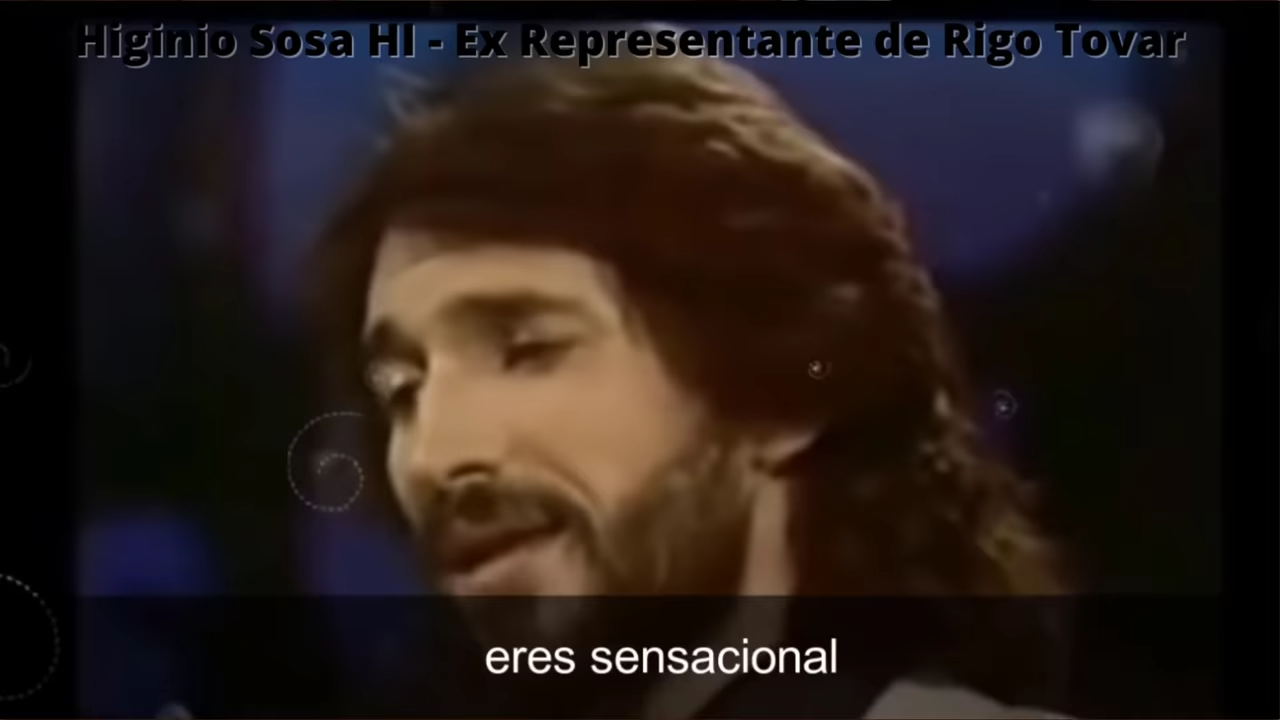 Higinio Sosa HI - Ex Representante de Rigo Tovar
eres sensacional